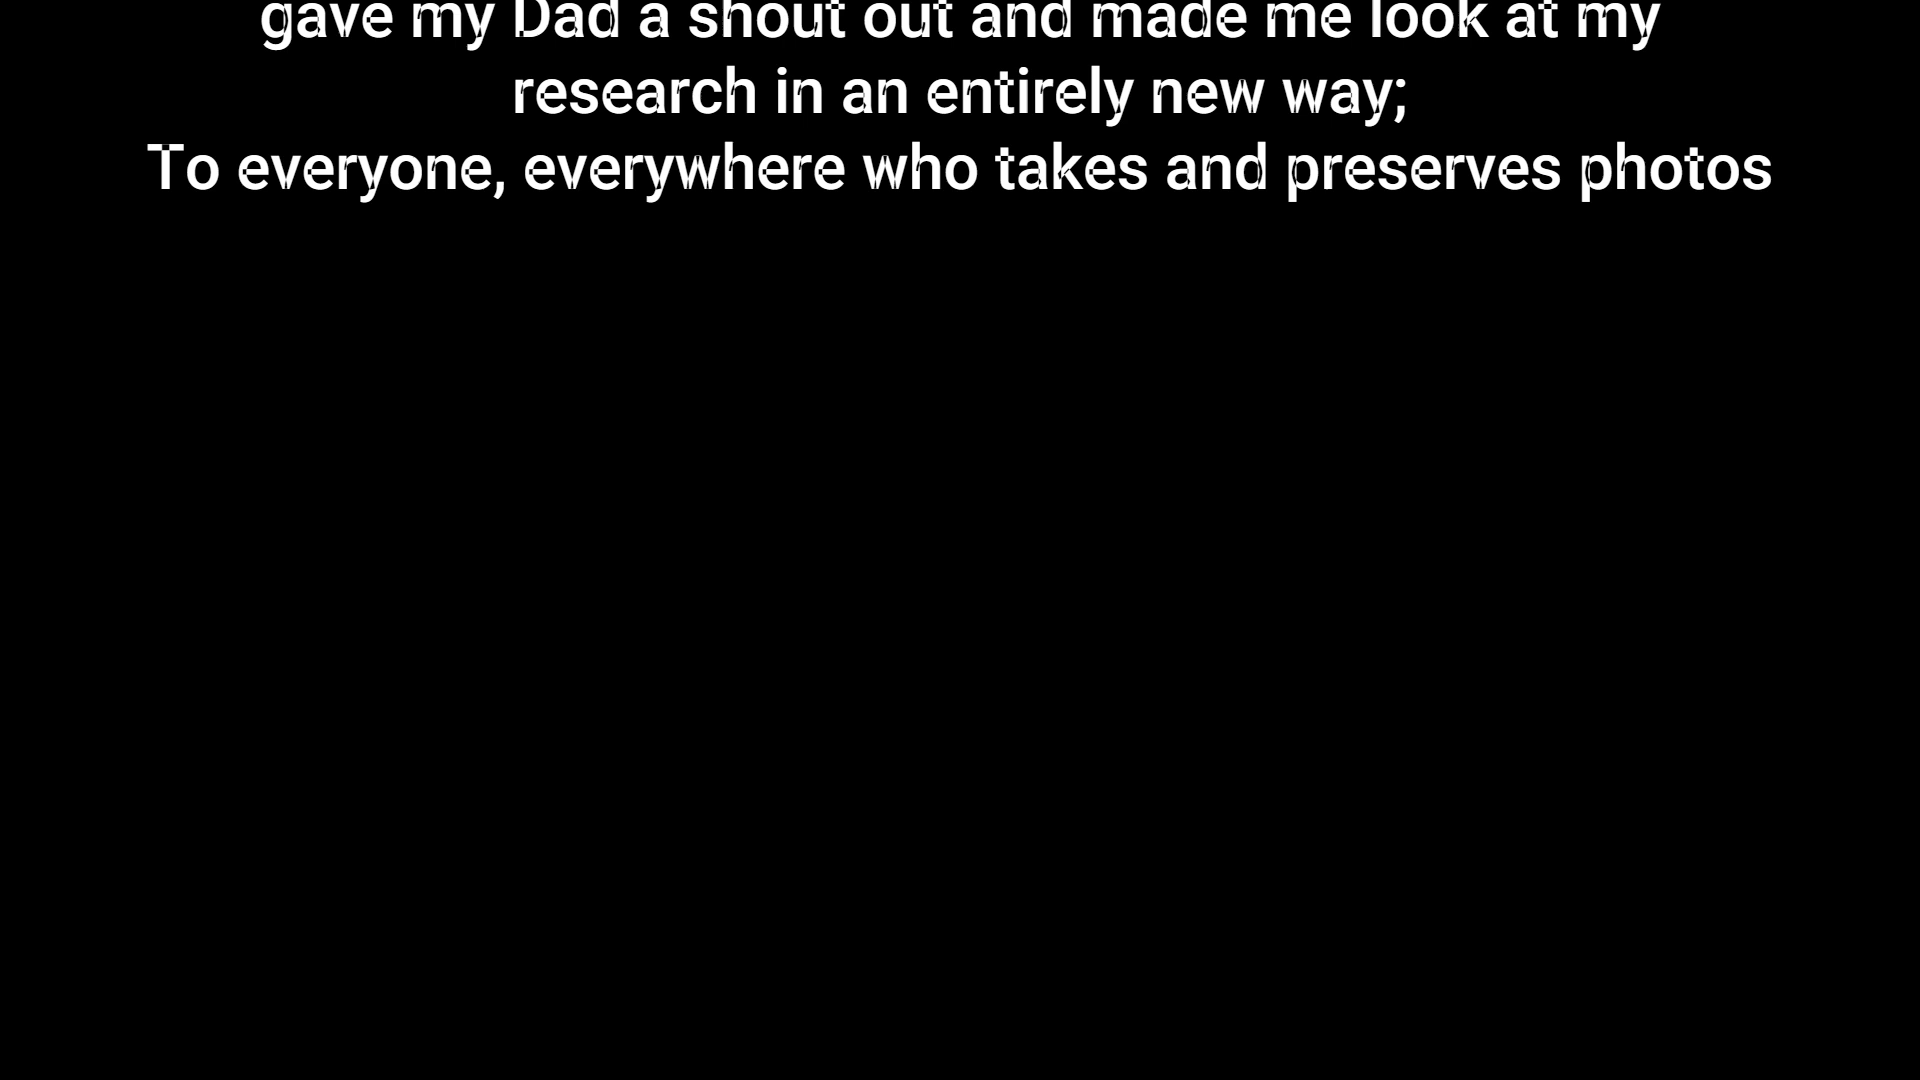 gave my Dad a shout out and made me look at my
research in an entirely new way;
To everyone, everywhere who takes and preserves photos